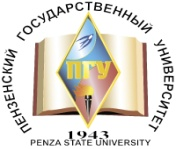 ПЕНЗЕНСКИЙ ГОСУДАРСТВЕННЫЙ УНИВЕРСИТЕТ
ПГУ
1943
PENZA STATE UNIVERSITY